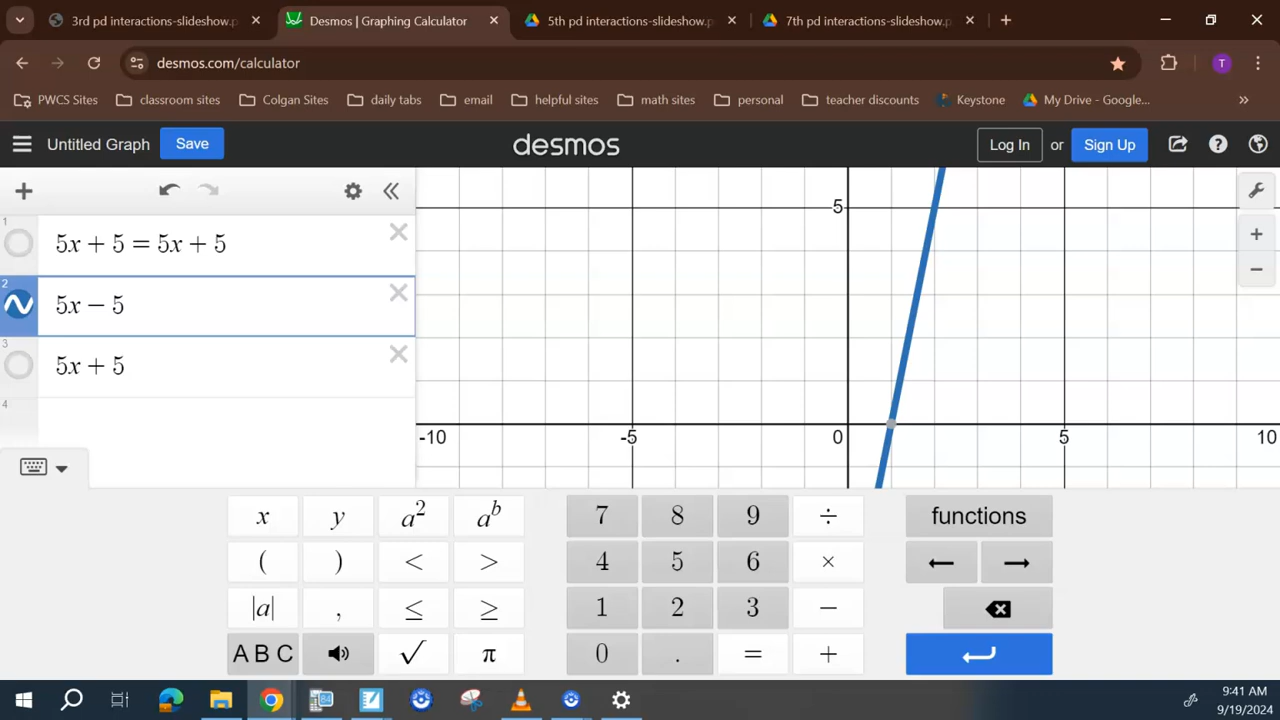 3rd pd interactions-slideshow.p
Desmos | Graphing Calculator
5th pd interactions-slideshow.p
7th pd interactions-slideshow.p
desmos.com/calculator
T
PWCS Sites
classroom sites
Colgan Sites
daily tabs
email
helpful sites
math sites
personal
teacher discounts
Keystone
My Drive - Google...
Untitled Graph
Save
desmos
Log In
or
Sign Up
1
5x + 5 = 5x + 5
2
5x − 5
3
5x + 5
4
5
-10
-5
0
5
10
x
y
a²
aᵇ
7
8
9
÷
functions
(
)
<
>
4
5
6
×
←
→
|a|
,
≤
≥
1
2
3
−
A B C
√
π
0
.
=
+
9:41 AM
9/19/2024